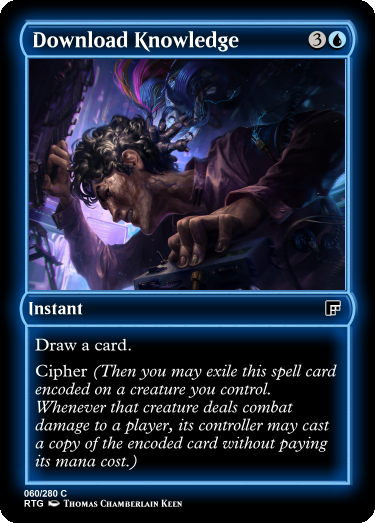 Download Knowledge 3
Instant
Draw a card.
Cipher (Then you may exile this spell card
encoded on a creature you control.
Whenever that creature deals combat
damage to a player, its controller may cast
a copy of the encoded card without paying
its mana cost.)
060/280 C
RTG Thomas Chamberlain Keen